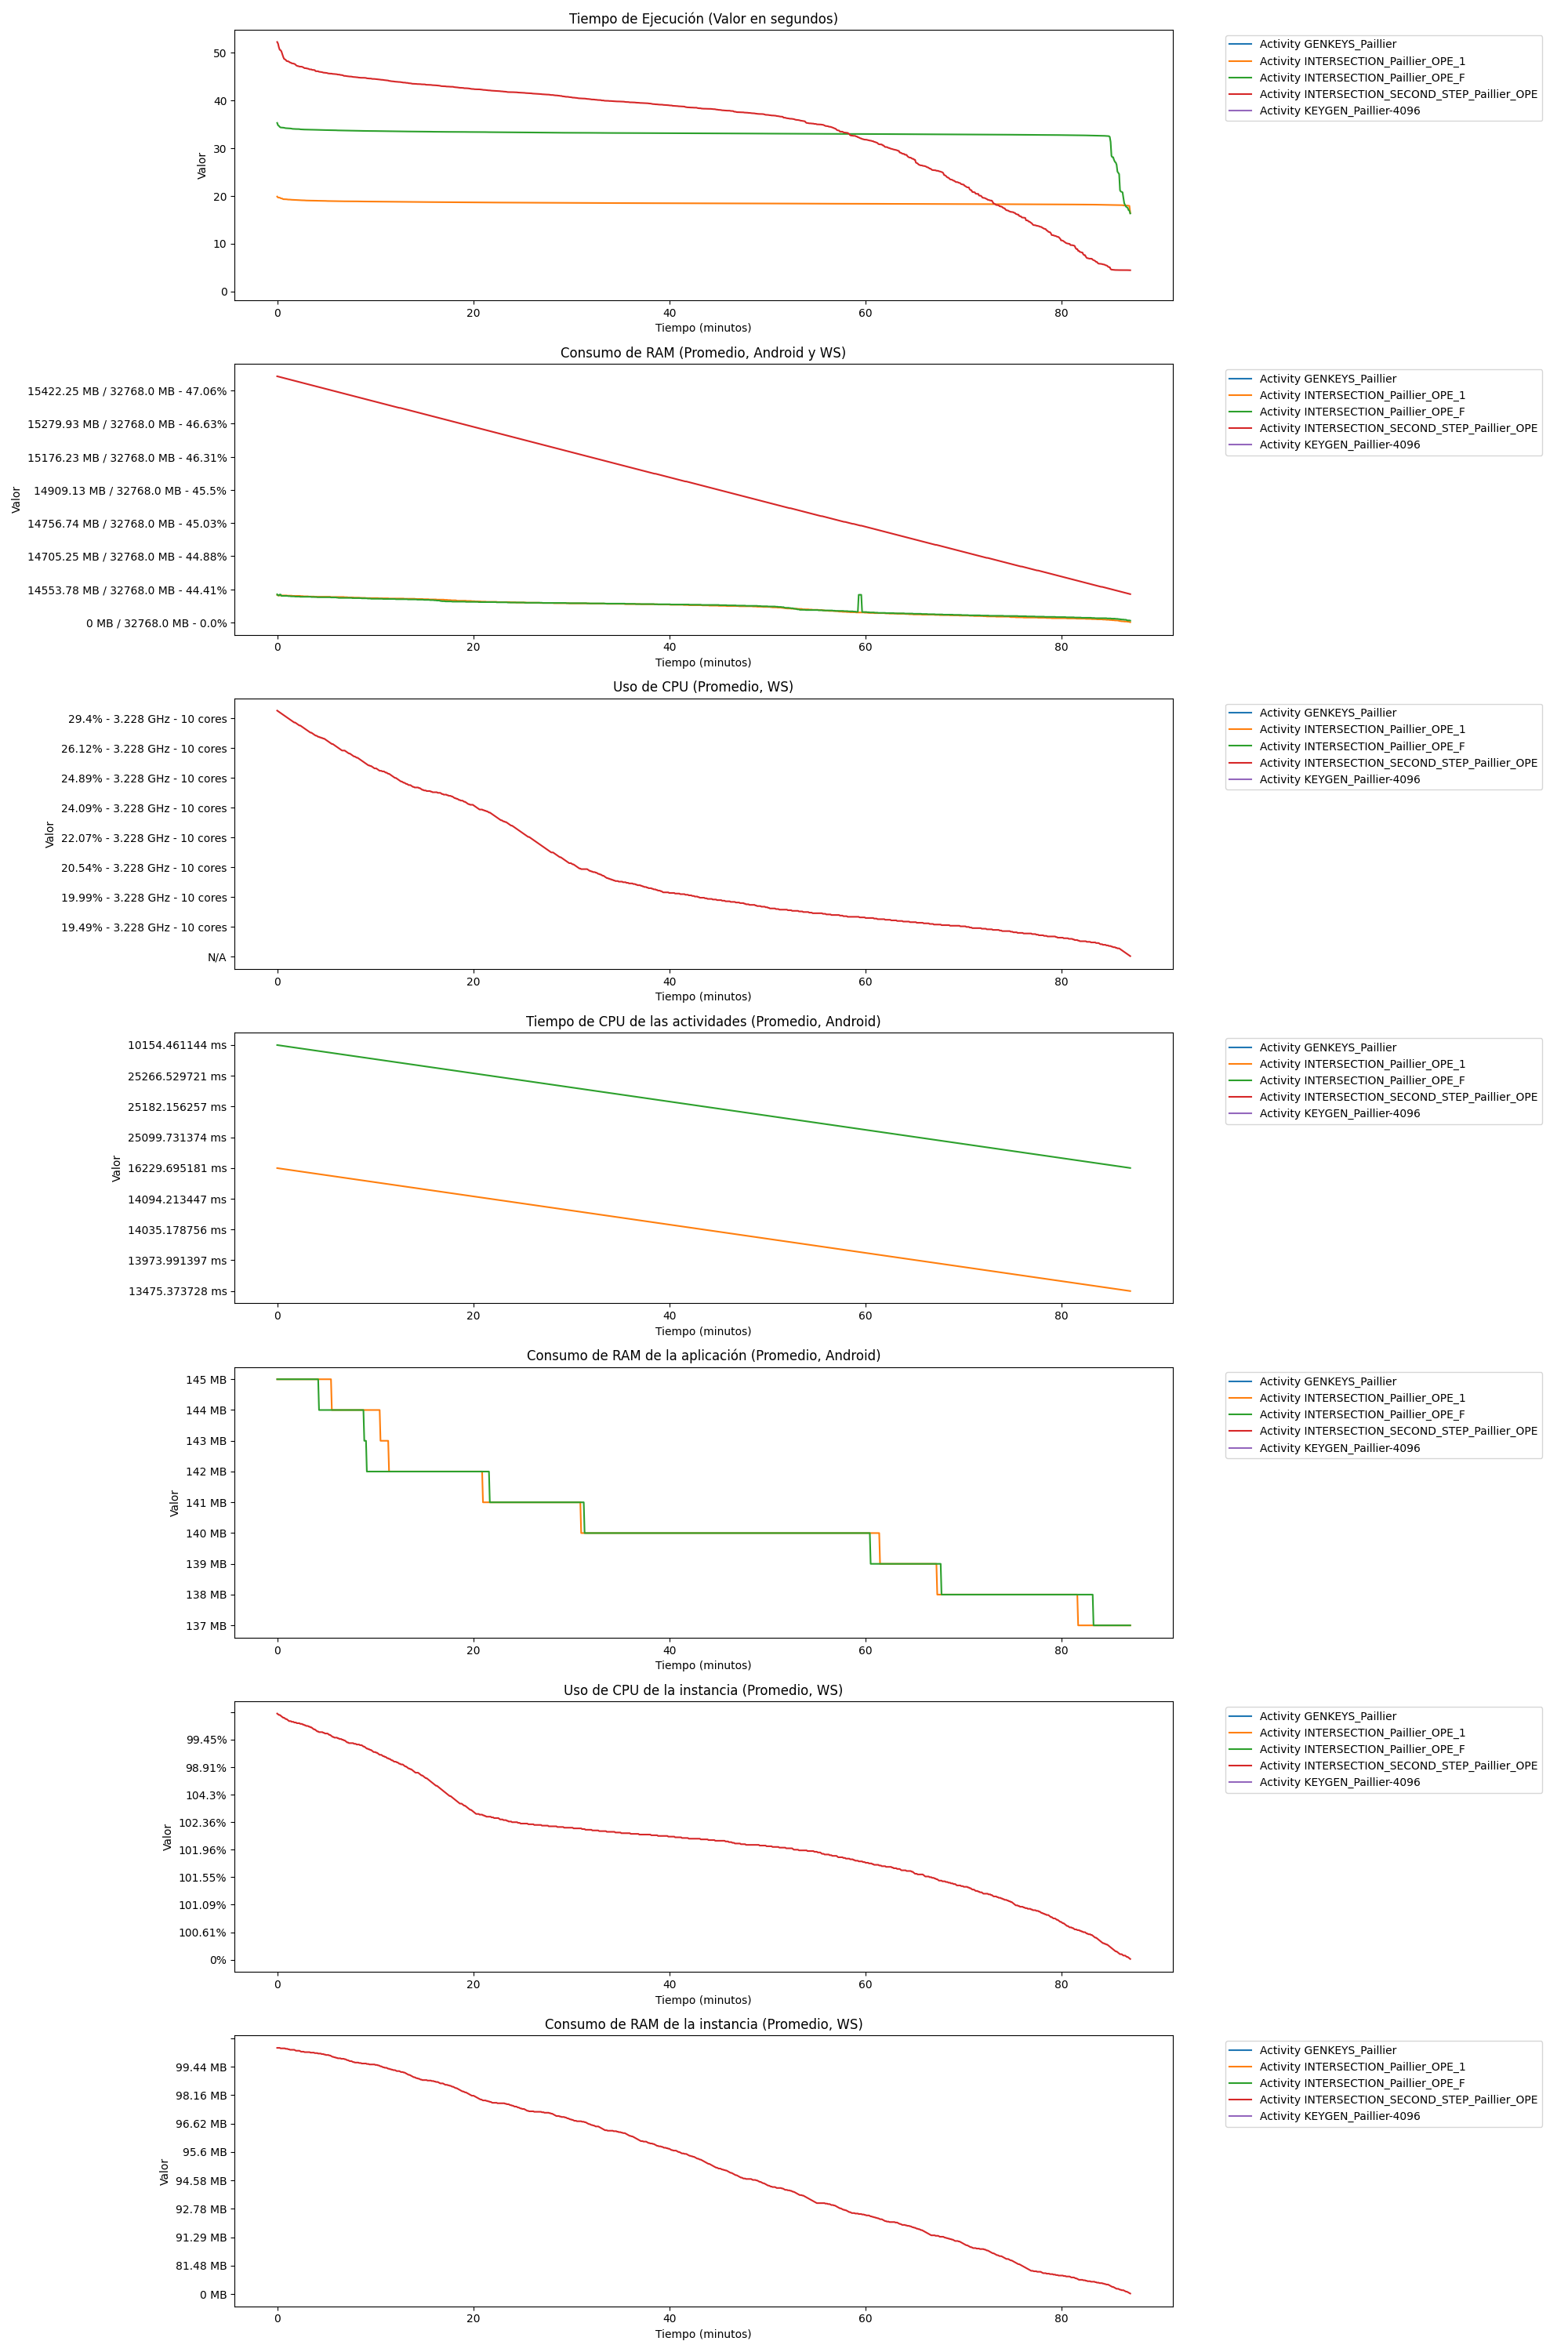 Tiempo de Ejecución (Valor en segundos)
50
40
30
20
10
0
Valor
0 20 40 60 80
Tiempo (minutos)
Activity GENKEYS_Paillier
Activity INTERSECTION_Paillier_OPE_1
Activity INTERSECTION_Paillier_OPE_F
Activity INTERSECTION_SECOND_STEP_Paillier_OPE
Activity KEYGEN_Paillier-4096
Consumo de RAM (Promedio, Android y WS)
15422.25 MB / 32768.0 MB - 47.06%
15279.93 MB / 32768.0 MB - 46.63%
15176.23 MB / 32768.0 MB - 46.31%
14909.13 MB / 32768.0 MB - 45.5%
14756.74 MB / 32768.0 MB - 45.03%
14705.25 MB / 32768.0 MB - 44.88%
14553.78 MB / 32768.0 MB - 44.41%
0 MB / 32768.0 MB - 0.0%
Valor
0 20 40 60 80
Tiempo (minutos)
Activity GENKEYS_Paillier
Activity INTERSECTION_Paillier_OPE_1
Activity INTERSECTION_Paillier_OPE_F
Activity INTERSECTION_SECOND_STEP_Paillier_OPE
Activity KEYGEN_Paillier-4096
Uso de CPU (Promedio, WS)
29.4% - 3.228 GHz - 10 cores
26.12% - 3.228 GHz - 10 cores
24.89% - 3.228 GHz - 10 cores
24.09% - 3.228 GHz - 10 cores
22.07% - 3.228 GHz - 10 cores
20.54% - 3.228 GHz - 10 cores
19.99% - 3.228 GHz - 10 cores
19.49% - 3.228 GHz - 10 cores
N/A
Valor
0 20 40 60 80
Tiempo (minutos)
Activity GENKEYS_Paillier
Activity INTERSECTION_Paillier_OPE_1
Activity INTERSECTION_Paillier_OPE_F
Activity INTERSECTION_SECOND_STEP_Paillier_OPE
Activity KEYGEN_Paillier-4096
Tiempo de CPU de las actividades (Promedio, Android)
10154.461144 ms
25266.529721 ms
25182.156257 ms
25099.731374 ms
16229.695181 ms
14094.213447 ms
14035.178756 ms
13973.991397 ms
13475.373728 ms
Valor
0 20 40 60 80
Tiempo (minutos)
Activity GENKEYS_Paillier
Activity INTERSECTION_Paillier_OPE_1
Activity INTERSECTION_Paillier_OPE_F
Activity INTERSECTION_SECOND_STEP_Paillier_OPE
Activity KEYGEN_Paillier-4096
Consumo de RAM de la aplicación (Promedio, Android)
145 MB
144 MB
143 MB
142 MB
141 MB
140 MB
139 MB
138 MB
137 MB
Valor
0 20 40 60 80
Tiempo (minutos)
Activity GENKEYS_Paillier
Activity INTERSECTION_Paillier_OPE_1
Activity INTERSECTION_Paillier_OPE_F
Activity INTERSECTION_SECOND_STEP_Paillier_OPE
Activity KEYGEN_Paillier-4096
Uso de CPU de la instancia (Promedio, WS)
99.45%
98.91%
104.3%
102.36%
101.96%
101.55%
101.09%
100.61%
0%
Valor
0 20 40 60 80
Tiempo (minutos)
Activity GENKEYS_Paillier
Activity INTERSECTION_Paillier_OPE_1
Activity INTERSECTION_Paillier_OPE_F
Activity INTERSECTION_SECOND_STEP_Paillier_OPE
Activity KEYGEN_Paillier-4096
Consumo de RAM de la instancia (Promedio, WS)
99.44 MB
98.16 MB
96.62 MB
95.6 MB
94.58 MB
92.78 MB
91.29 MB
81.48 MB
0 MB
Valor
0 20 40 60 80
Tiempo (minutos)
Activity GENKEYS_Paillier
Activity INTERSECTION_Paillier_OPE_1
Activity INTERSECTION_Paillier_OPE_F
Activity INTERSECTION_SECOND_STEP_Paillier_OPE
Activity KEYGEN_Paillier-4096